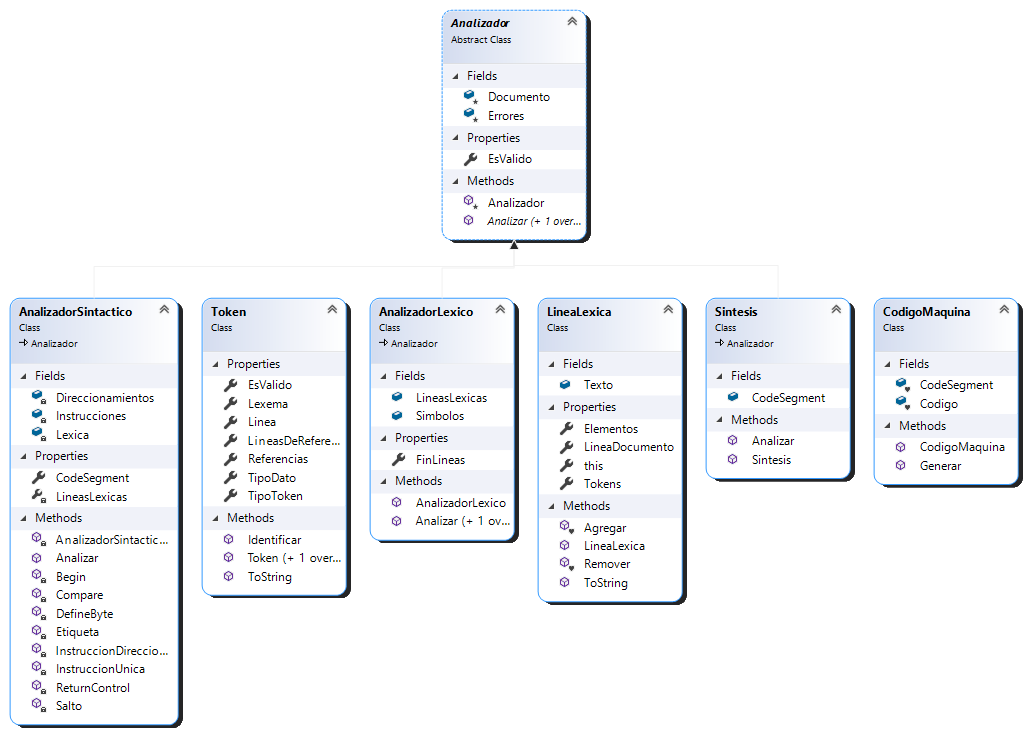 Analizador
Abstract Class
Fields
Documento
Errores
Properties
EsValido
Methods
Analizador
Analizar (+ 1 over...
AnalizadorSintactico
Class
Analizador
Fields
Direccionamientos
Instrucciones
Lexica
Properties
CodeSegment
LineasLexicas
Methods
AnalizadorSintactic...
Analizar
Begin
Compare
DefineByte
Etiqueta
InstruccionDireccio...
InstruccionUnica
ReturnControl
Salto
Token
Class
Properties
EsValido
Lexema
Linea
LineasDeRefere...
Referencias
TipoDato
TipoToken
Methods
Identificar
Token (+ 1 over...
ToString
AnalizadorLexico
Class
Analizador
Fields
LineasLexicas
Simbolos
Properties
FinLineas
Methods
AnalizadorLexico
Analizar (+ 1 ov...
LineaLexica
Class
Fields
Texto
Properties
Elementos
LineaDocumento
this
Tokens
Methods
Agregar
LineaLexica
Remover
ToString
Sintesis
Class
Analizador
Fields
CodeSegment
Methods
Analizar
Sintesis
CodigoMaquina
Class
Fields
CodeSegment
Codigo
Methods
CodigoMaquina
Generar